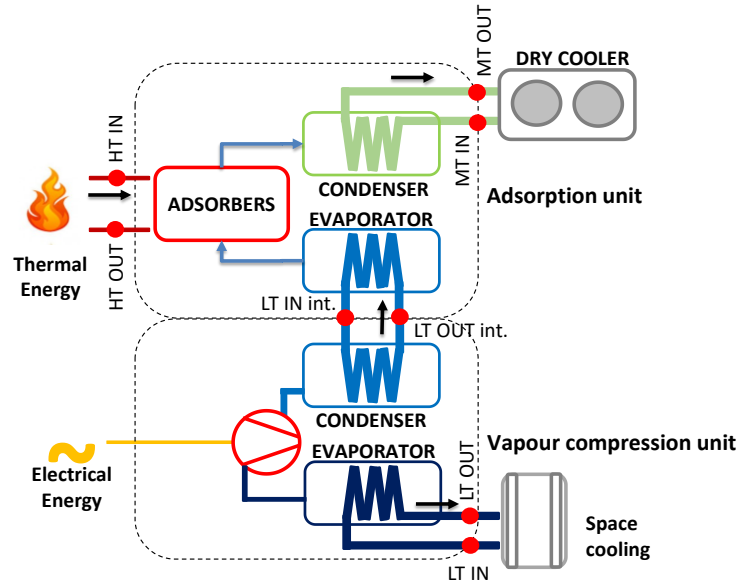 MT OUT
DRY COOLER
HT IN
MT IN
CONDENSER
ADSORBERS
Adsorption unit
EVAPORATOR
Thermal
Energy
HT OUT
LT IN int.
LT OUT int.
CONDENSER
EVAPORATOR
LT OUT
Vapour compression unit
Electrical
Energy
Space
cooling
LT IN